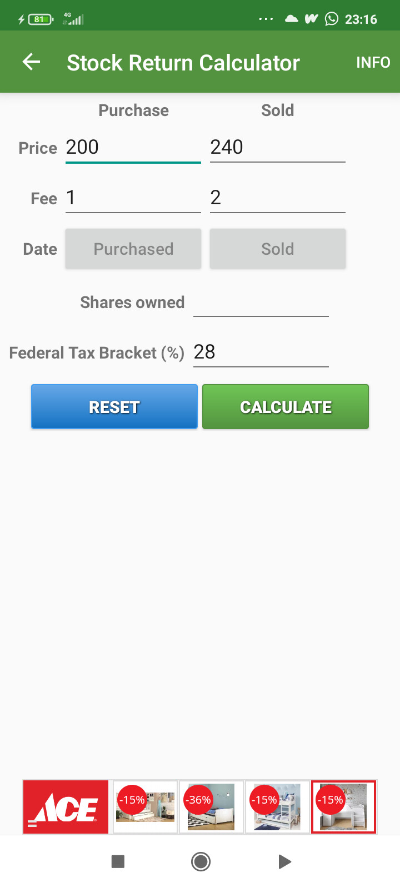 81 4G 23:16
Stock Return Calculator INFO
Purchase Sold
Price 200 240
Fee 1 2
Date Purchased Sold
Shares owned
Federal Tax Bracket (%) 28
RESET CALCULATE
ACE -15% -36% -15% -15%